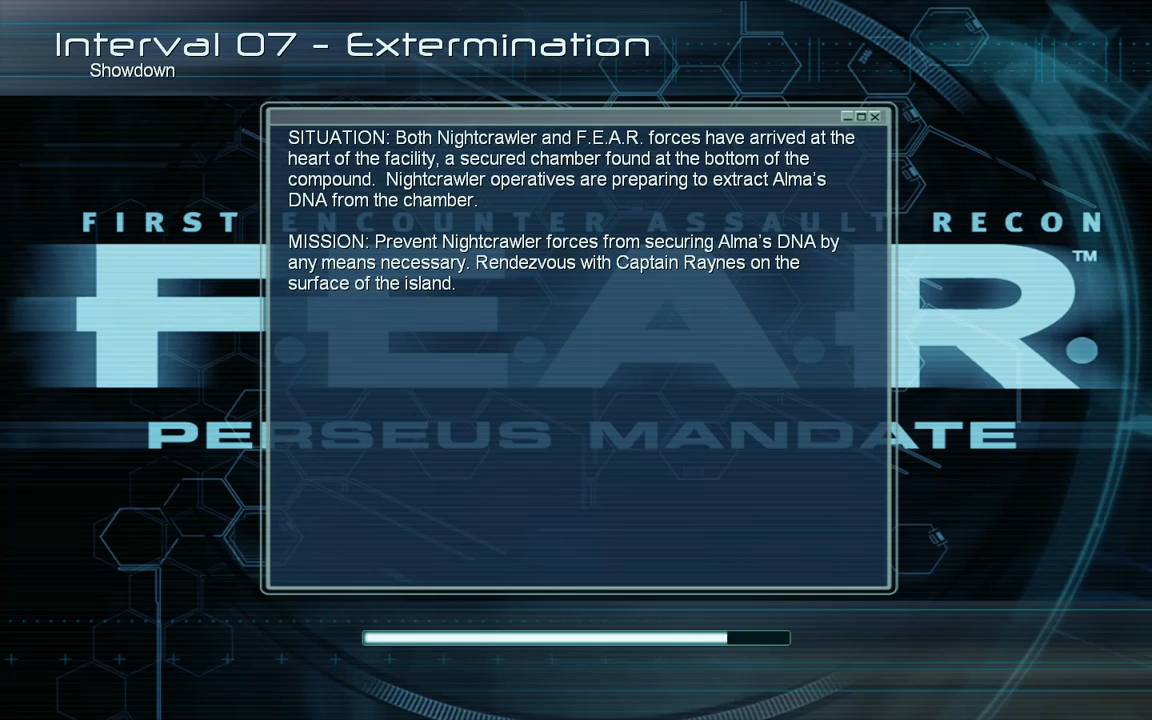 Interval 07 - Extermination
Showdown
SITUATION: Both Nightcrawler and F.E.A.R. forces have arrived at the
heart of the facility, a secured chamber found at the bottom of the
compound.  Nightcrawler operatives are preparing to extract Alma's
DNA from the chamber.
MISSION: Prevent Nightcrawler forces from securing Alma's DNA by
any means necessary. Rendezvous with Captain Raynes on the
surface of the island.
FIRST ENCOUNTER ASSAULT RECON
F.E.A.R.™
PERSEUS MANDATE